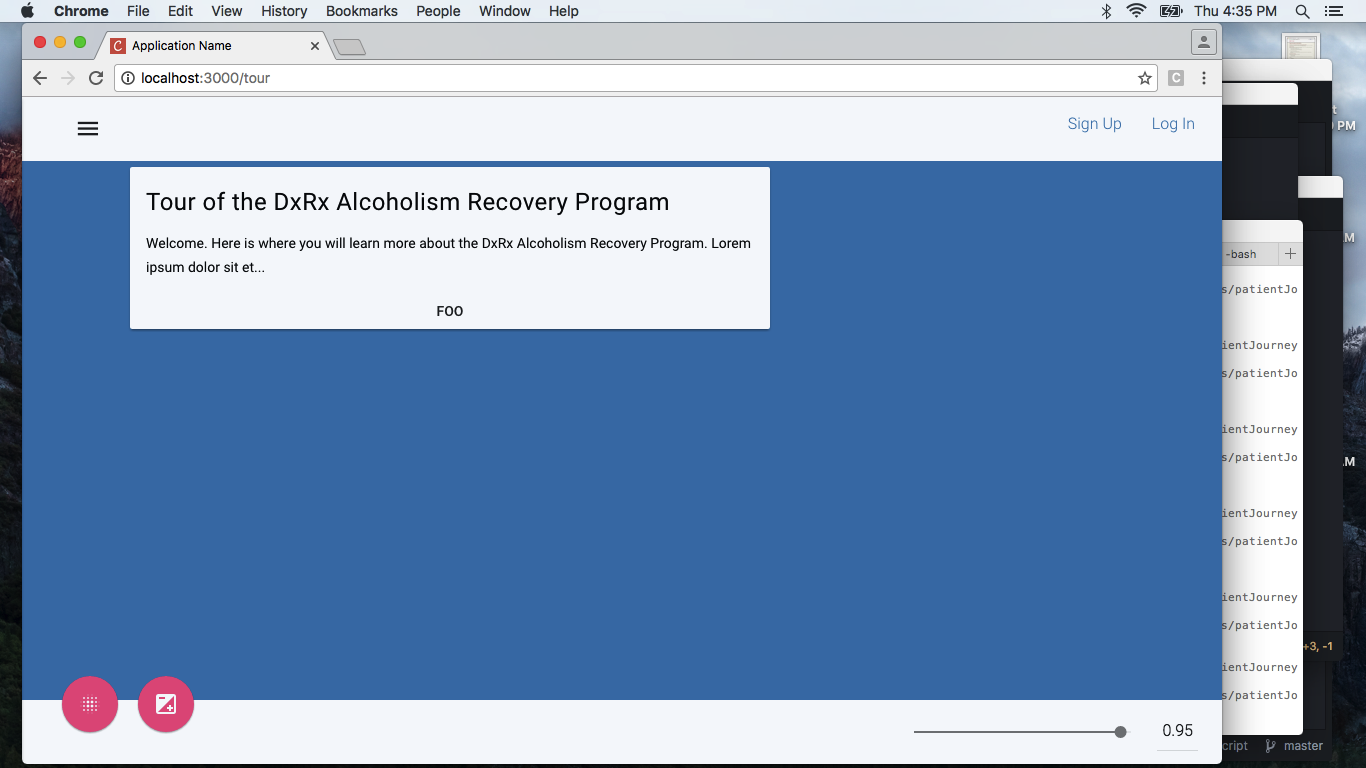 Chrome File Edit View History Bookmarks People Window Help Thu 4:35 PM
Application Name
localhost:3000/tour
Sign Up Log In
Tour of the DxRx Alcoholism Recovery Program
Welcome. Here is where you will learn more about the DxRx Alcoholism Recovery Program. Lorem
ipsum dolor sit et...
FOO
0.95
t
PM
AM
-bash
s/patientJo
ientJourney
s/patientJo
ientJourney
s/patientJo
ientJourney
s/patientJo
ientJourney
s/patientJo
+3, -1
ientJourney
s/patientJo
cript master